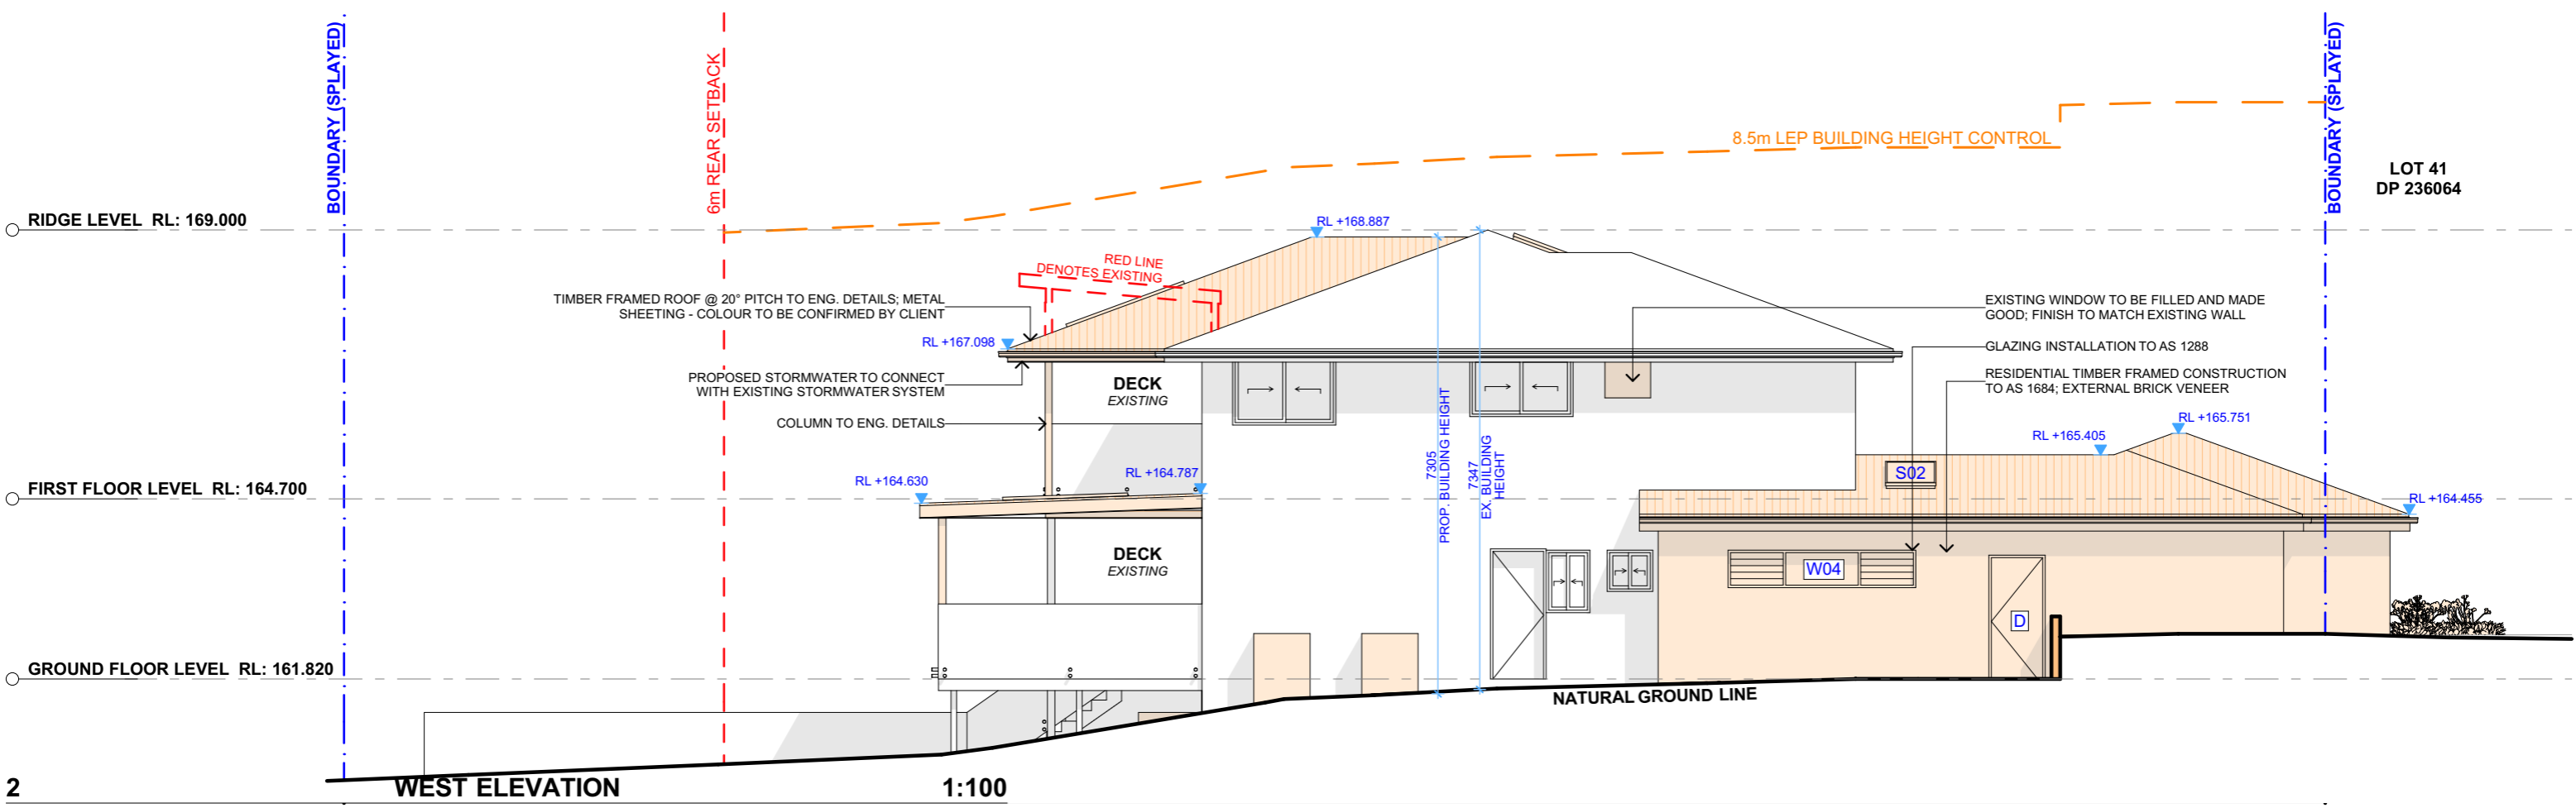 BOUNDARY (SPLAYED)
6m REAR SETBACK
8.5m LEP BUILDING HEIGHT CONTROL
BOUNDARY (SPLAYED)
LOT 41
DP 236064
RIDGE LEVEL RL: 169.000
RL +168.887
RED LINE
DENOTES EXISTING
TIMBER FRAMED ROOF @ 20° PITCH TO ENG. DETAILS; METAL
SHEETING - COLOUR TO BE CONFIRMED BY CLIENT
EXISTING WINDOW TO BE FILLED AND MADE
GOOD; FINISH TO MATCH EXISTING WALL
RL +167.098
GLAZING INSTALLATION TO AS 1288
PROPOSED STORMWATER TO CONNECT
WITH EXISTING STORMWATER SYSTEM
DECK
EXISTING
RESIDENTIAL TIMBER FRAMED CONSTRUCTION
TO AS 1684; EXTERNAL BRICK VENEER
COLUMN TO ENG. DETAILS
7305
PROP. BUILDING HEIGHT
7347
EX. BUILDING
HEIGHT
RL +165.751
RL +165.405
RL +164.787
RL +164.630
S02
FIRST FLOOR LEVEL RL: 164.700
RL +164.455
DECK
EXISTING
W04
D
GROUND FLOOR LEVEL RL: 161.820
NATURAL GROUND LINE
2
WEST ELEVATION
1:100